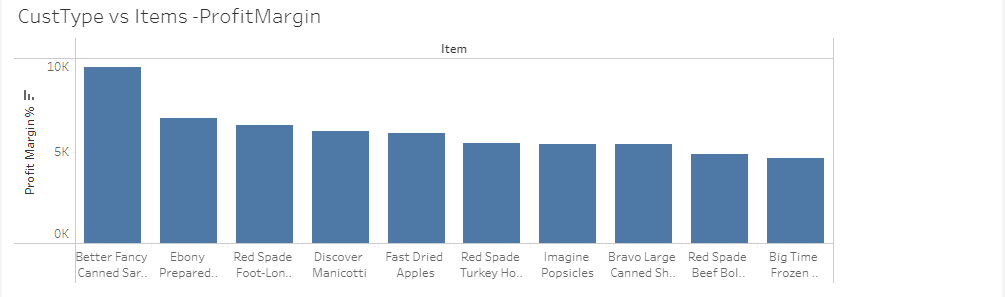 CustType vs Items -ProfitMargin
Item
10K
5K
0K
Profit Margin %
Better Fancy
Canned Sar..
Ebony
Prepared..
Red Spade
Foot-Lon..
Discover
Manicotti
Fast Dried
Apples
Red Spade
Turkey Ho..
Imagine
Popsicles
Bravo Large
Canned Sh..
Red Spade
Beef Bol..
Big Time
Frozen ..